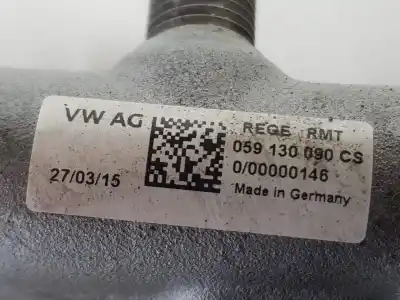 VW AG
REGE RMT
059 130 090 CS
0/00000146
27/03/15
Made in Germany